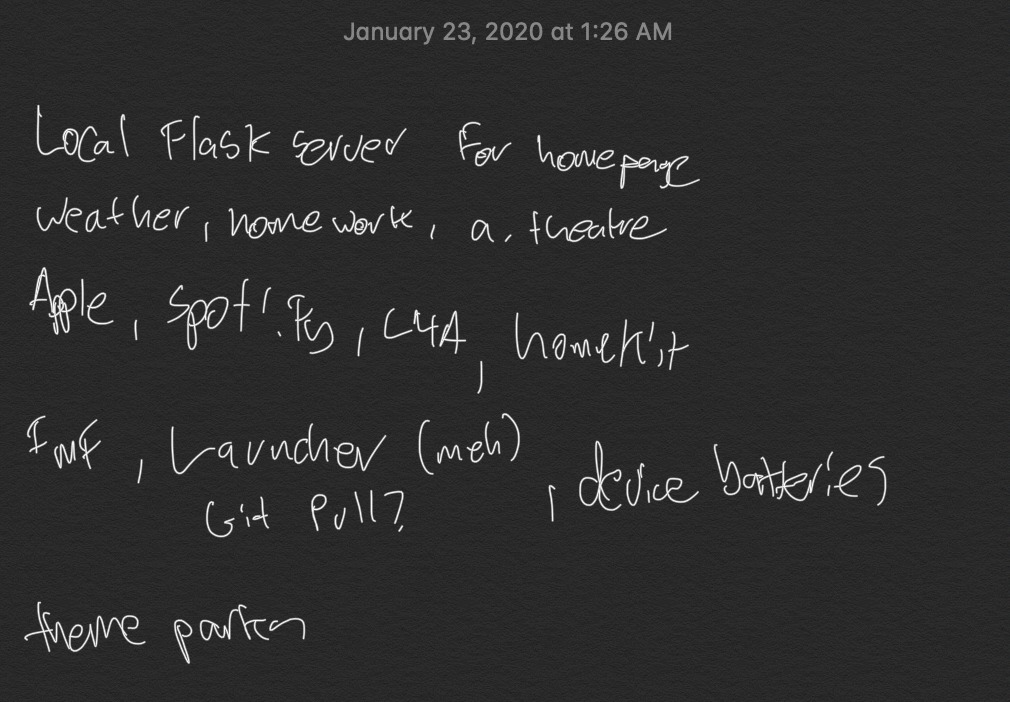 January 23, 2020 at 1:26 AM
Local Flask server For homepage
weather, homework, a. theatre
Apple, Spotify, C4A, homekit
FMF, Launcher (meh), device batteries
Git Pull?
theme parks